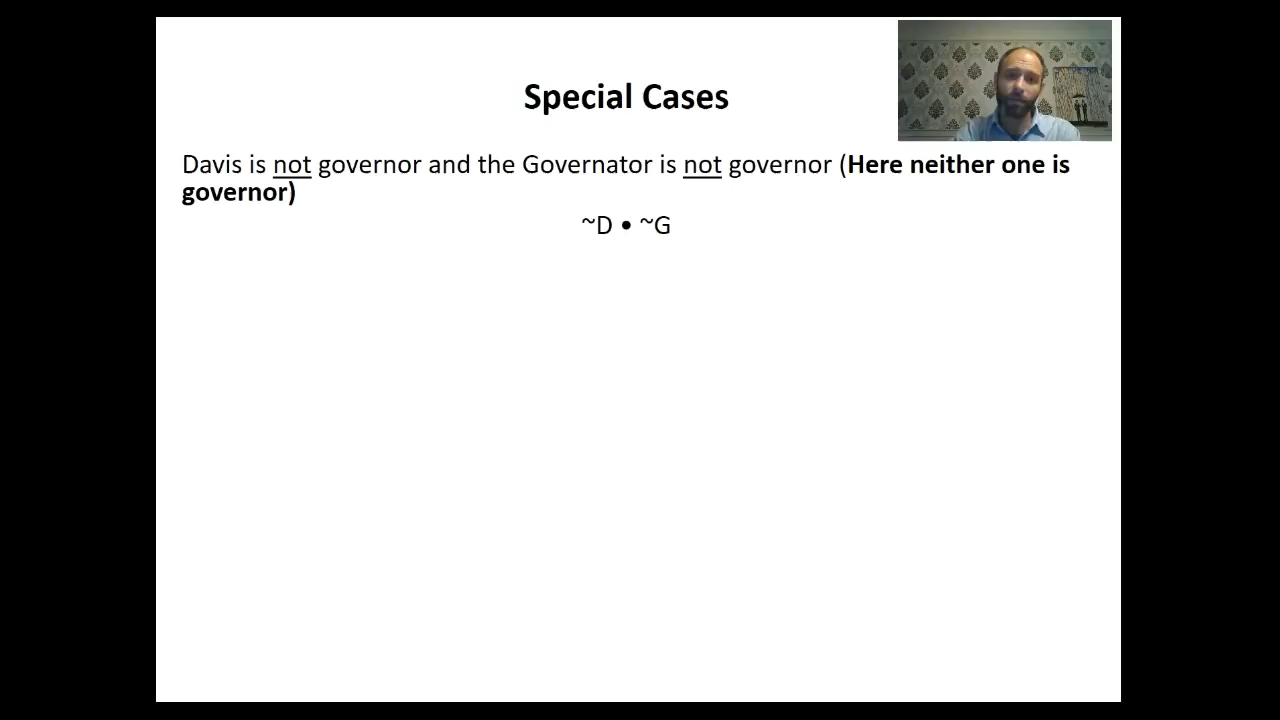 Special Cases
Davis is not governor and the Governator is not governor (Here neither one is
governor)
~D • ~G